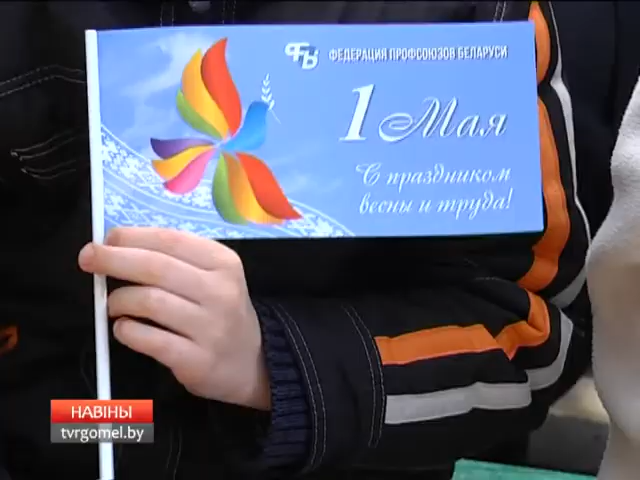 ФЕДЕРАЦИЯ ПРОФСОЮЗОВ БЕЛАРУСИ
1 Мая
С праздником
весны и труда!
НАВІНЫ
tvrgomel.by